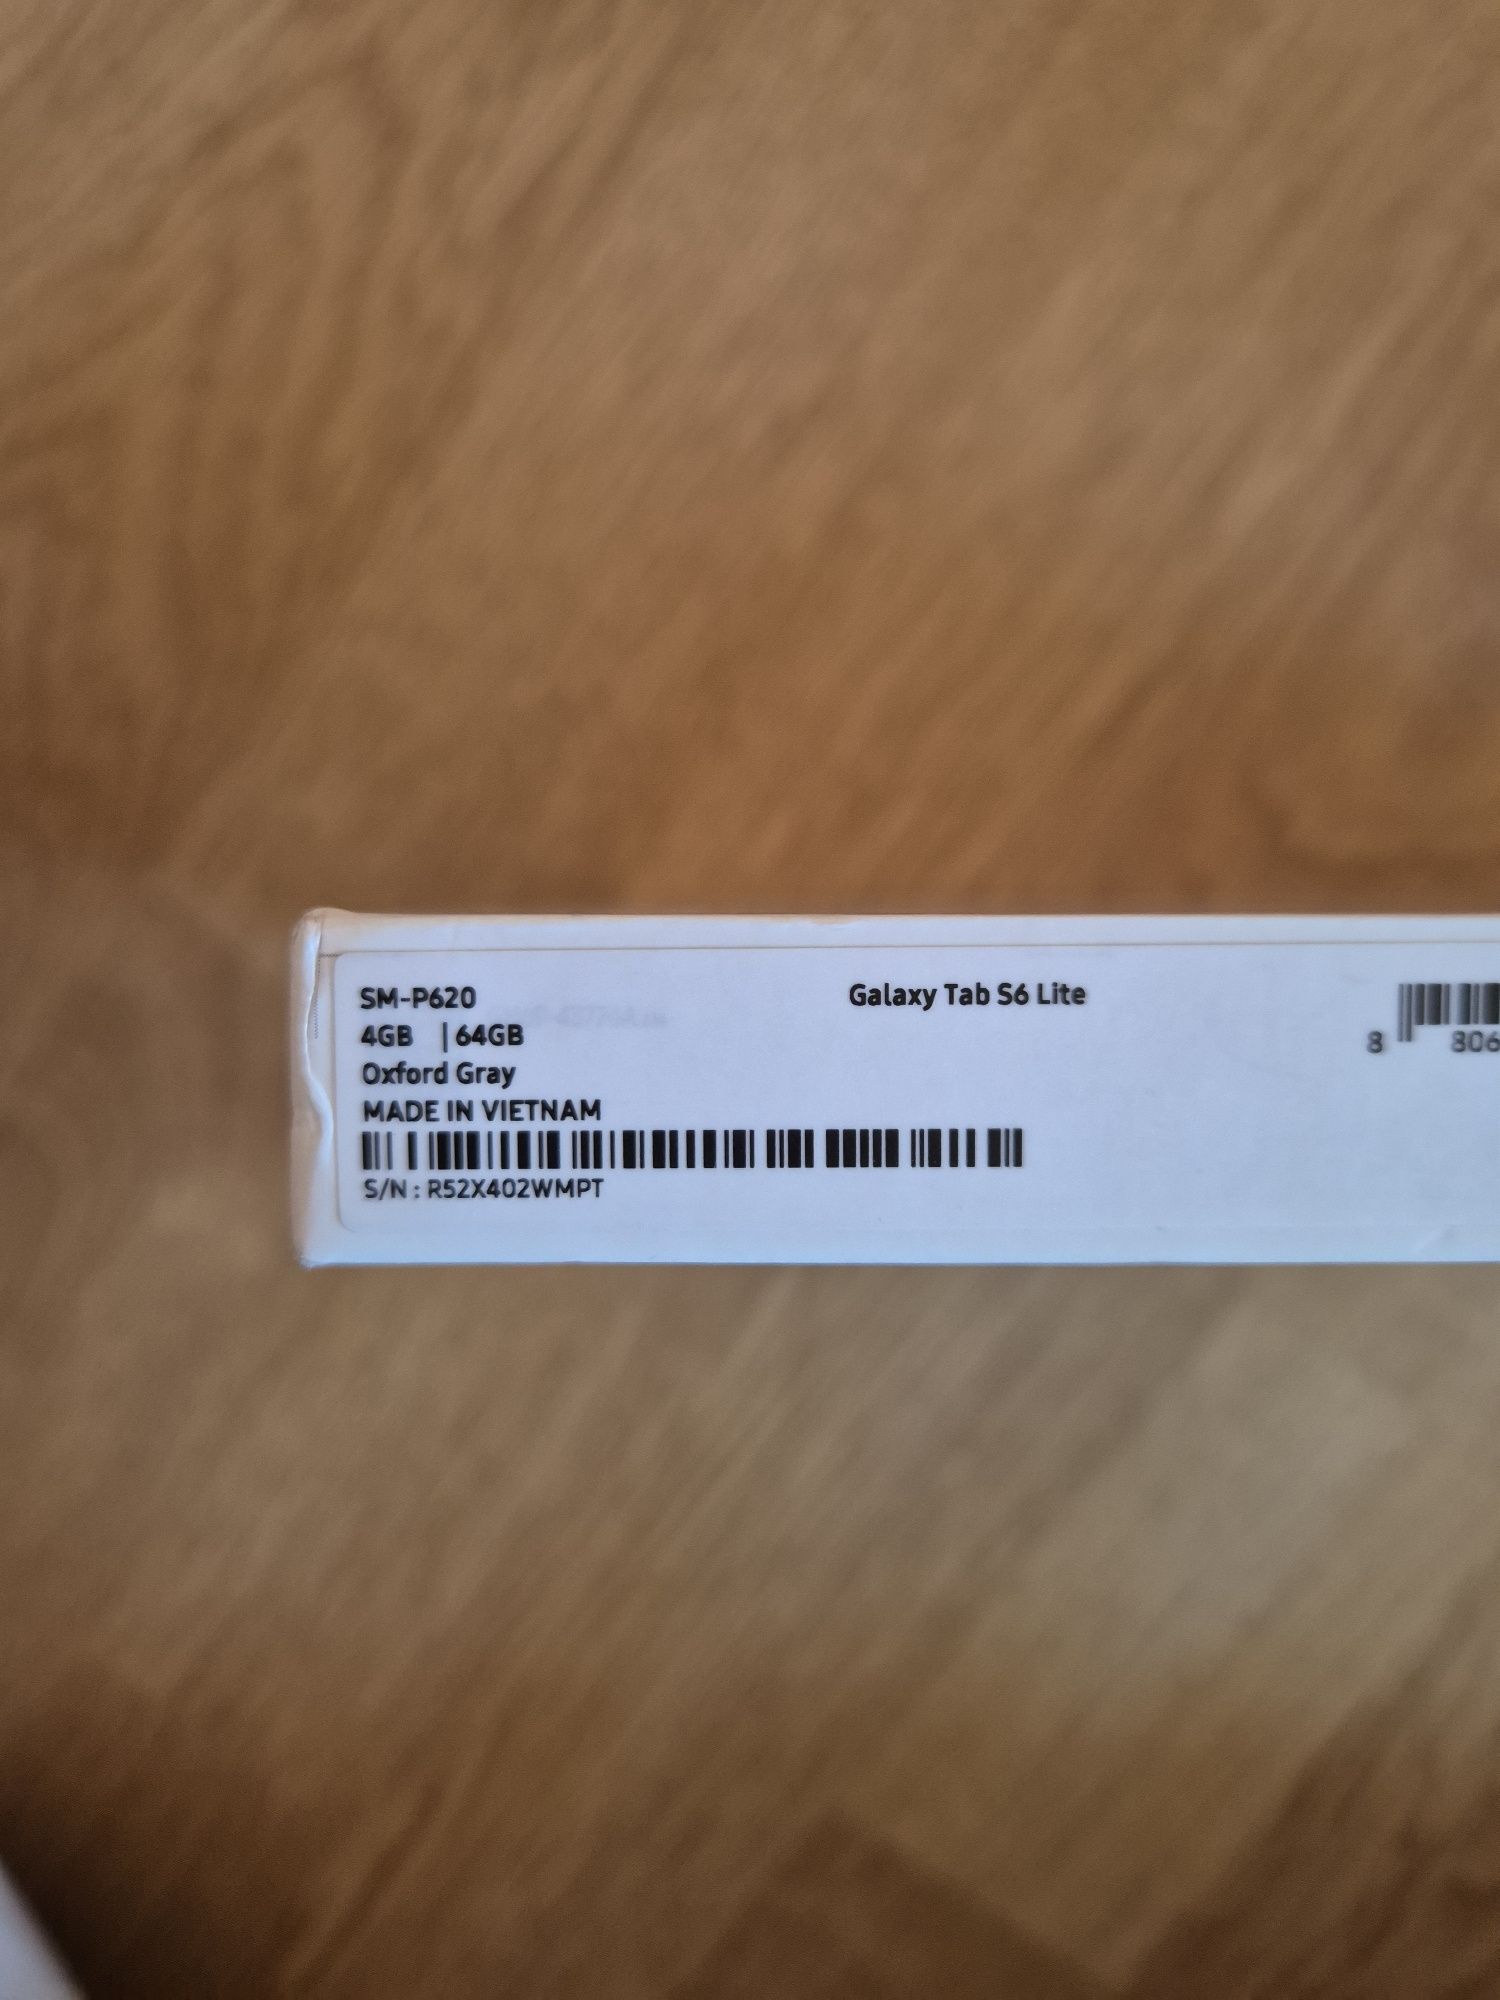 SM-P620
Galaxy Tab S6 Lite
4GB | 64GB
Oxford Gray
MADE IN VIETNAM
S/N : R52X402WMPT
8 806